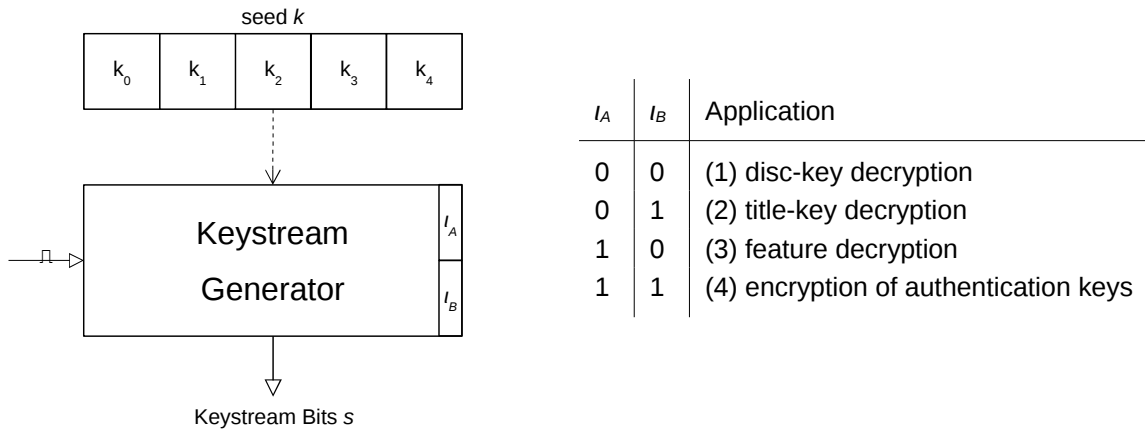 seed k
k0 k1 k2 k3 k4
Keystream
Generator
IA
IB
Keystream Bits s
IA IB Application
0 0 (1) disc-key decryption
0 1 (2) title-key decryption
1 0 (3) feature decryption
1 1 (4) encryption of authentication keys